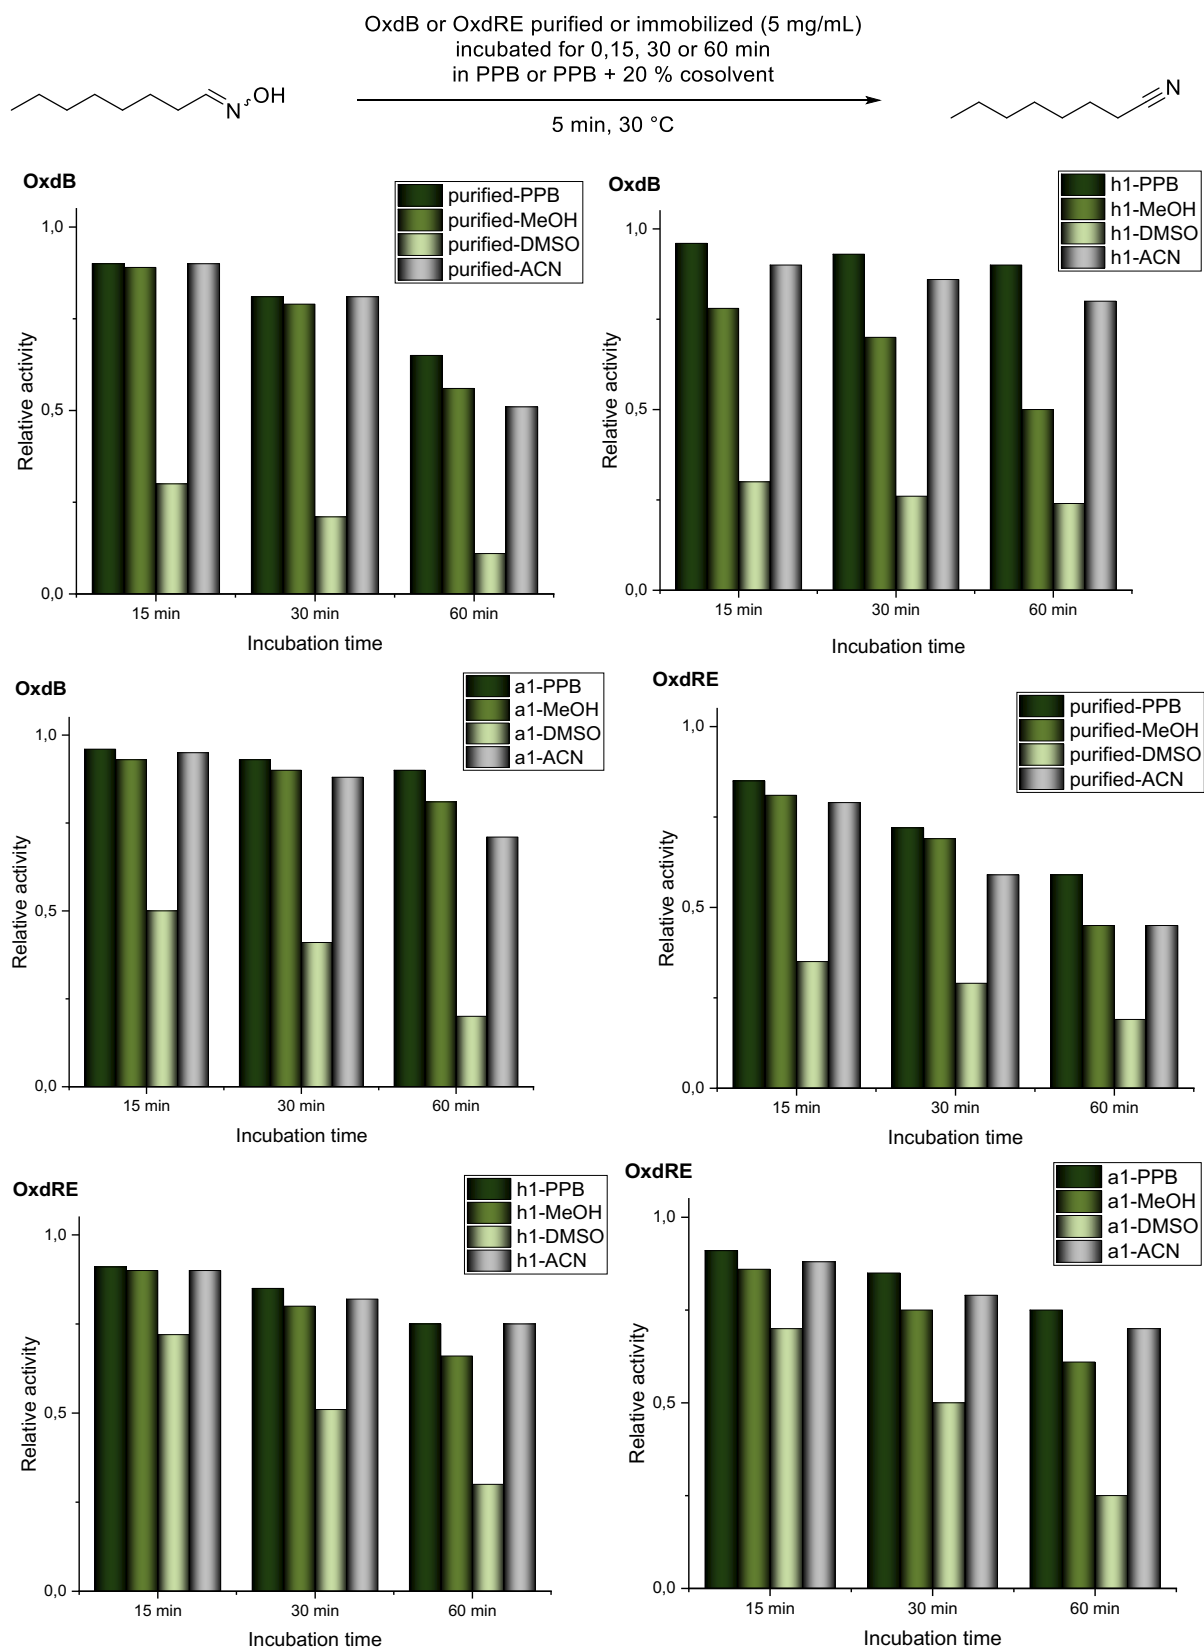 OxdB or OxdRE purified or immobilized (5 mg/mL)
incubated for 0,15, 30 or 60 min
in PPB or PPB + 20 % cosolvent
N
OH
N
5 min, 30 °C
OxdB
purified-PPB
purified-MeOH
purified-DMSO
purified-ACN
1,0
0,5
0,0
Relative activity
15 min
30 min
60 min
Incubation time
OxdB
h1-PPB
h1-MeOH
h1-DMSO
h1-ACN
1,0
0,5
0,0
Relative activity
15 min
30 min
60 min
Incubation time
OxdB
a1-PPB
a1-MeOH
a1-DMSO
a1-ACN
1,0
0,5
0,0
Relative activity
15 min
30 min
60 min
Incubation time
OxdRE
purified-PPB
purified-MeOH
purified-DMSO
purified-ACN
1,0
0,5
0,0
Relative activity
15 min
30 min
60 min
Incubation time
OxdRE
h1-PPB
h1-MeOH
h1-DMSO
h1-ACN
1,0
0,5
0,0
Relative activity
15 min
30 min
60 min
Incubation time
OxdRE
a1-PPB
a1-MeOH
a1-DMSO
a1-ACN
1,0
0,5
0,0
Relative activity
15 min
30 min
60 min
Incubation time